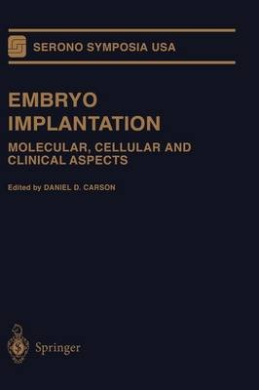 SERONO SYMPOSIA USA
EMBRYO
IMPLANTATION
MOLECULAR, CELLULAR AND
CLINICAL ASPECTS
Edited by DANIEL D. CARSON
Springer